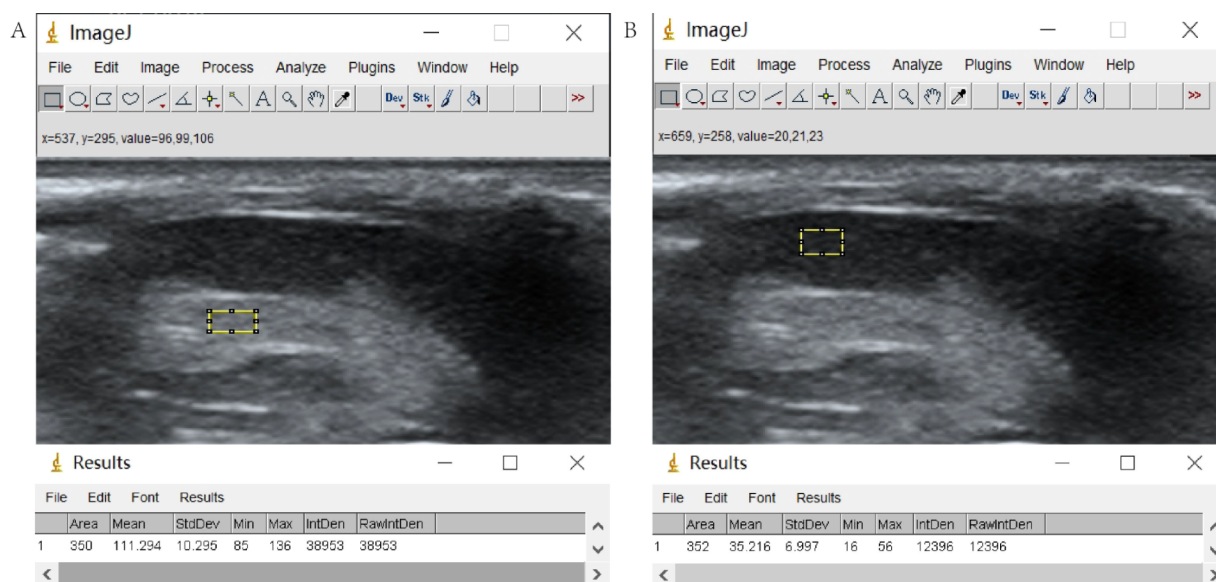 A
ImageJ
File Edit Image Process Analyze Plugins Window Help
A Dev Stk >>
x=537, y=295, value=96,99,106
Results
File Edit Font Results
Area Mean StdDev Min Max IntDen RawIntDen
1 350 111.294 10.295 85 136 38953 38953
B
ImageJ
File Edit Image Process Analyze Plugins Window Help
A Dev Stk >>
x=659, y=258, value=20,21,23
Results
File Edit Font Results
Area Mean StdDev Min Max IntDen RawIntDen
1 352 35.216 6.997 16 56 12396 12396